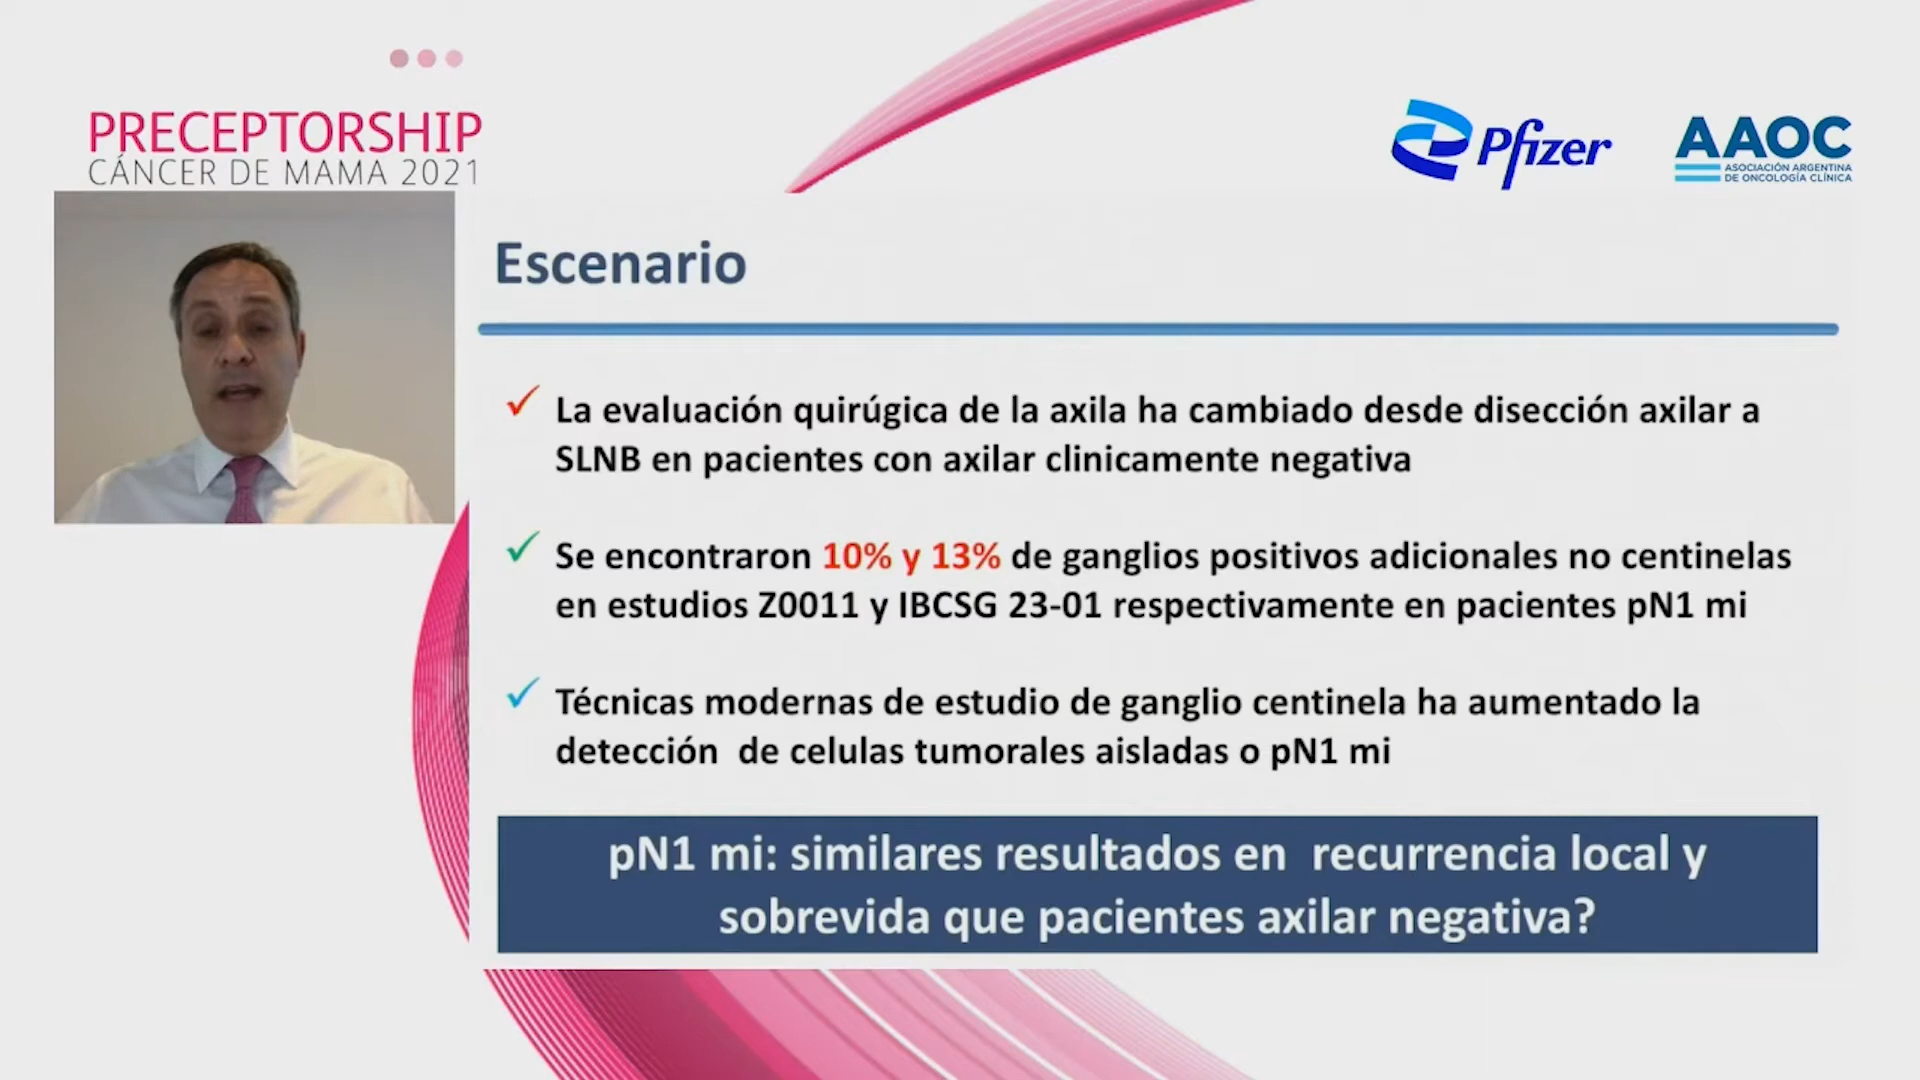 PRECEPTORSHIP
CÁNCER DE MAMA 2021
Pfizer
AAOC
ASOCIACIÓN ARGENTINA
DE ONCOLOGÍA CLÍNICA
Escenario
La evaluación quirúgica de la axila ha cambiado desde disección axilar a
SLNB en pacientes con axilar clinicamente negativa
Se encontraron 10% y 13% de ganglios positivos adicionales no centinelas
en estudios Z0011 y IBCSG 23-01 respectivamente en pacientes pN1 mi
Técnicas modernas de estudio de ganglio centinela ha aumentado la
detección de celulas tumorales aisladas o pN1 mi
pN1 mi: similares resultados en recurrencia local y
sobrevida que pacientes axilar negativa?